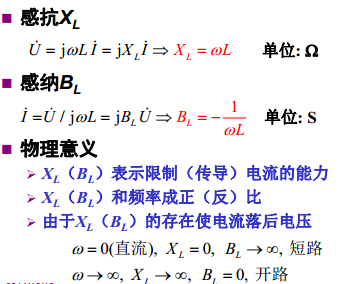 ■ 感抗X_L
U̇ = jωL İ = jX_L İ ⇒ X_L = ωL 单位: Ω
■ 感纳B_L
İ = U̇ / jωL = jB_L U̇ ⇒ B_L = - 1/ωL 单位: S
■ 物理意义
➢ X_L（B_L）表示限制（传导）电流的能力
➢ X_L（B_L）和频率成正（反）比
➢ 由于X_L（B_L）的存在使电流落后电压
ω = 0(直流), X_L = 0, B_L → ∞, 短路
ω → ∞, X_L → ∞, B_L = 0, 开路